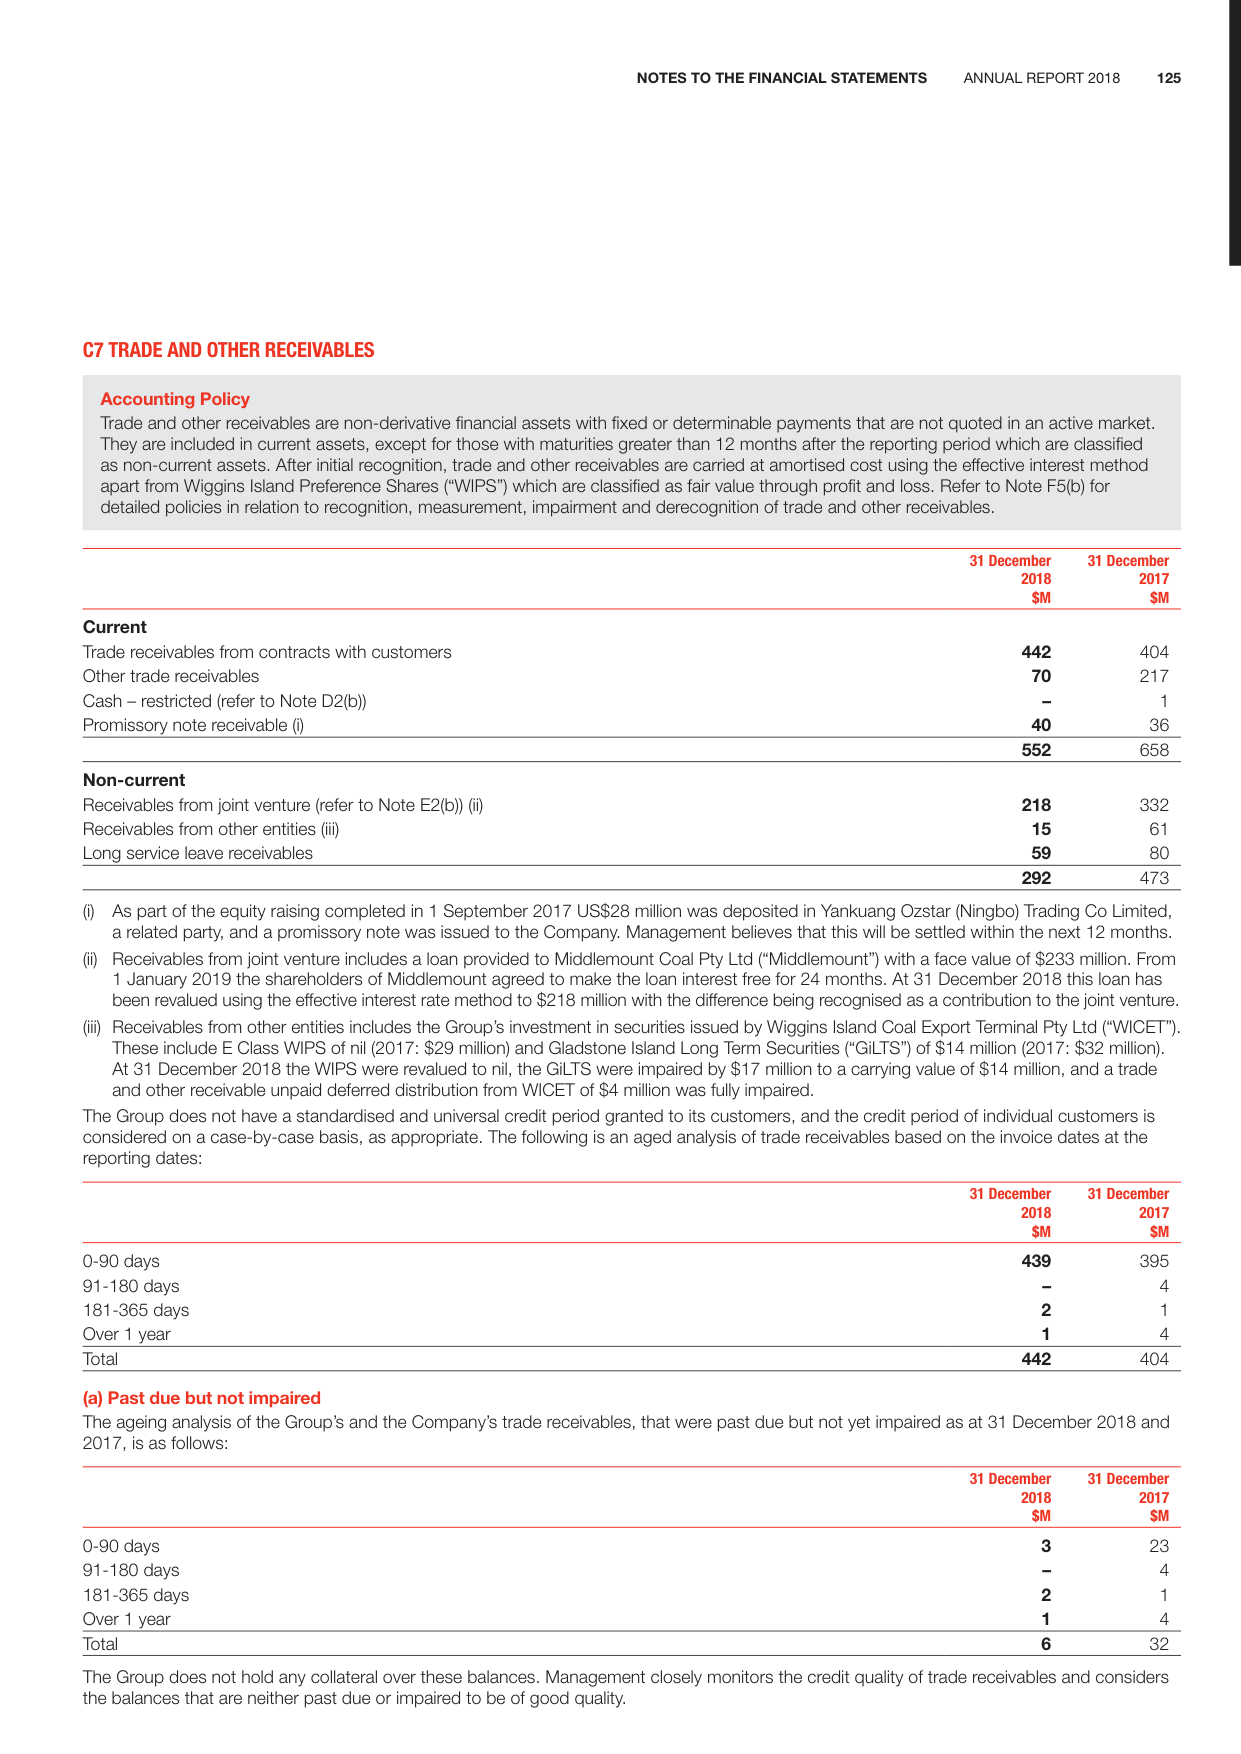 NOTES TO THE FINANCIAL STATEMENTS ANNUAL REPORT 2018 125
C7 TRADE AND OTHER RECEIVABLES
Accounting Policy
Trade and other receivables are non-derivative financial assets with fixed or determinable payments that are not quoted in an active market.
They are included in current assets, except for those with maturities greater than 12 months after the reporting period which are classified
as non-current assets. After initial recognition, trade and other receivables are carried at amortised cost using the effective interest method
apart from Wiggins Island Preference Shares (“WIPS”) which are classified as fair value through profit and loss. Refer to Note F5(b) for
detailed policies in relation to recognition, measurement, impairment and derecognition of trade and other receivables.
31 December 31 December
2018 2017
$M $M
Current
Trade receivables from contracts with customers 442 404
Other trade receivables 70 217
Cash – restricted (refer to Note D2(b)) – 1
Promissory note receivable (i) 40 36
552 658
Non-current
Receivables from joint venture (refer to Note E2(b)) (ii) 218 332
Receivables from other entities (iii) 15 61
Long service leave receivables 59 80
292 473
(i) As part of the equity raising completed in 1 September 2017 US$28 million was deposited in Yankuang Ozstar (Ningbo) Trading Co Limited,
a related party, and a promissory note was issued to the Company. Management believes that this will be settled within the next 12 months.
(ii) Receivables from joint venture includes a loan provided to Middlemount Coal Pty Ltd (“Middlemount”) with a face value of $233 million. From
1 January 2019 the shareholders of Middlemount agreed to make the loan interest free for 24 months. At 31 December 2018 this loan has
been revalued using the effective interest rate method to $218 million with the difference being recognised as a contribution to the joint venture.
(iii) Receivables from other entities includes the Group’s investment in securities issued by Wiggins Island Coal Export Terminal Pty Ltd (“WICET”).
These include E Class WIPS of nil (2017: $29 million) and Gladstone Island Long Term Securities (“GiLTS”) of $14 million (2017: $32 million).
At 31 December 2018 the WIPS were revalued to nil, the GiLTS were impaired by $17 million to a carrying value of $14 million, and a trade
and other receivable unpaid deferred distribution from WICET of $4 million was fully impaired.
The Group does not have a standardised and universal credit period granted to its customers, and the credit period of individual customers is
considered on a case-by-case basis, as appropriate. The following is an aged analysis of trade receivables based on the invoice dates at the
reporting dates:
31 December 31 December
2018 2017
$M $M
0-90 days 439 395
91-180 days – 4
181-365 days 2 1
Over 1 year 1 4
Total 442 404
(a) Past due but not impaired
The ageing analysis of the Group’s and the Company’s trade receivables, that were past due but not yet impaired as at 31 December 2018 and
2017, is as follows:
31 December 31 December
2018 2017
$M $M
0-90 days 3 23
91-180 days – 4
181-365 days 2 1
Over 1 year 1 4
Total 6 32
The Group does not hold any collateral over these balances. Management closely monitors the credit quality of trade receivables and considers
the balances that are neither past due or impaired to be of good quality.